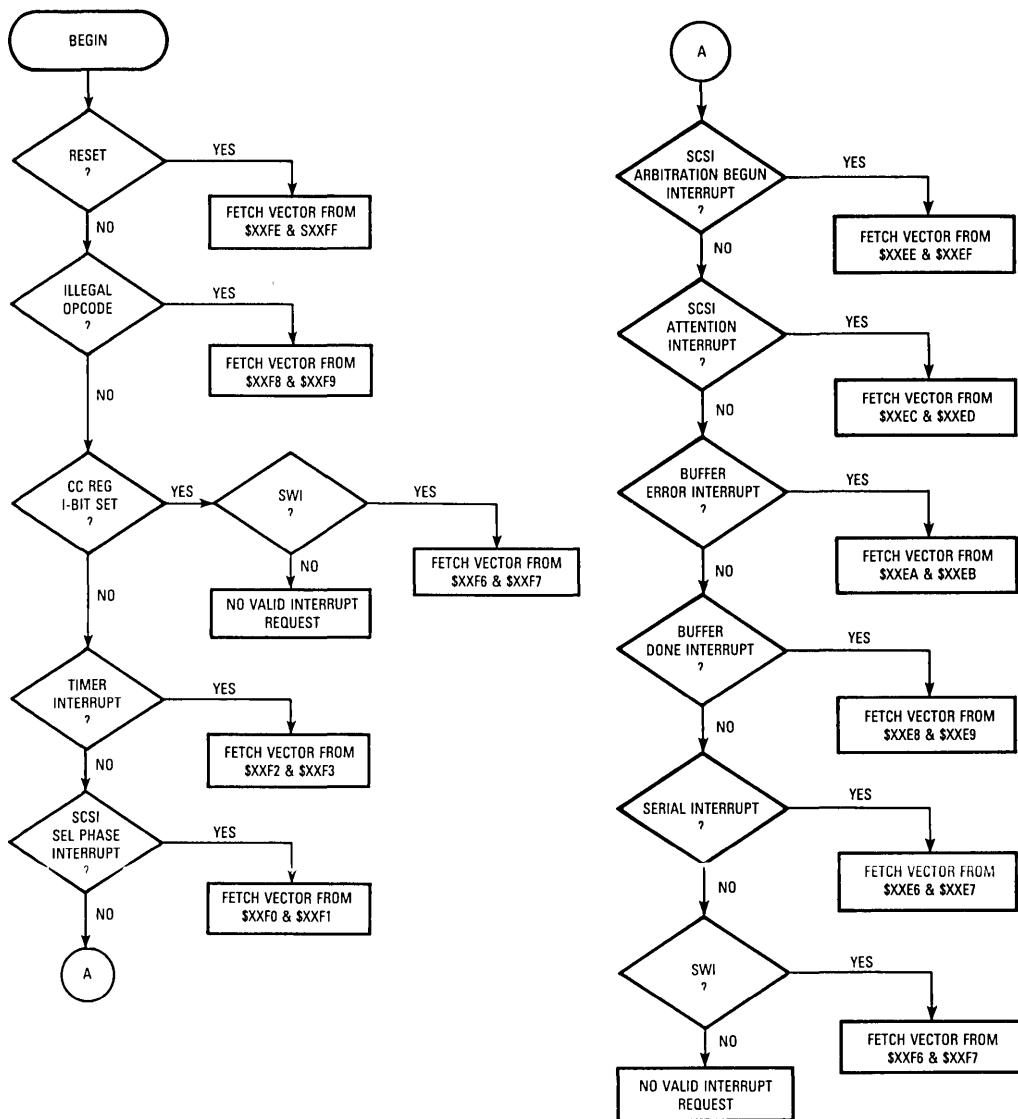 BEGIN
RESET
?
YES
FETCH VECTOR FROM
$XXFE & SXXFF
NO
ILLEGAL
OPCODE
?
YES
FETCH VECTOR FROM
$XXF8 & $XXF9
NO
CC REG
I-BIT SET
?
YES
SWI
?
YES
FETCH VECTOR FROM
$XXF6 & $XXF7
NO
NO VALID INTERRUPT
REQUEST
NO
TIMER
INTERRUPT
?
YES
FETCH VECTOR FROM
$XXF2 & $XXF3
NO
SCSI
SEL PHASE
INTERRUPT
?
YES
FETCH VECTOR FROM
$XXF0 & $XXF1
NO
A
A
SCSI
ARBITRATION BEGUN
INTERRUPT
?
YES
FETCH VECTOR FROM
$XXEE & $XXEF
NO
SCSI
ATTENTION
INTERRUPT
?
YES
FETCH VECTOR FROM
$XXEC & $XXED
NO
BUFFER
ERROR INTERRUPT
?
YES
FETCH VECTOR FROM
$XXEA & $XXEB
NO
BUFFER
DONE INTERRUPT
?
YES
FETCH VECTOR FROM
$XXE8 & $XXE9
NO
SERIAL INTERRUPT
?
YES
FETCH VECTOR FROM
$XXE6 & $XXE7
NO
SWI
?
YES
FETCH VECTOR FROM
$XXF6 & $XXF7
NO
NO VALID INTERRUPT
REQUEST